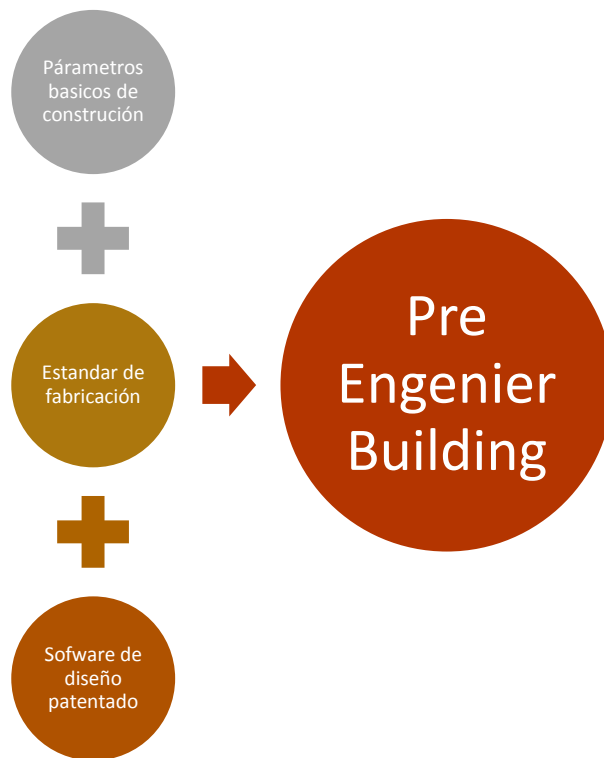 Párametros
basicos de
construción
Estandar de
fabricación
Sofware de
diseño
patentado
Pre
Engenier
Building